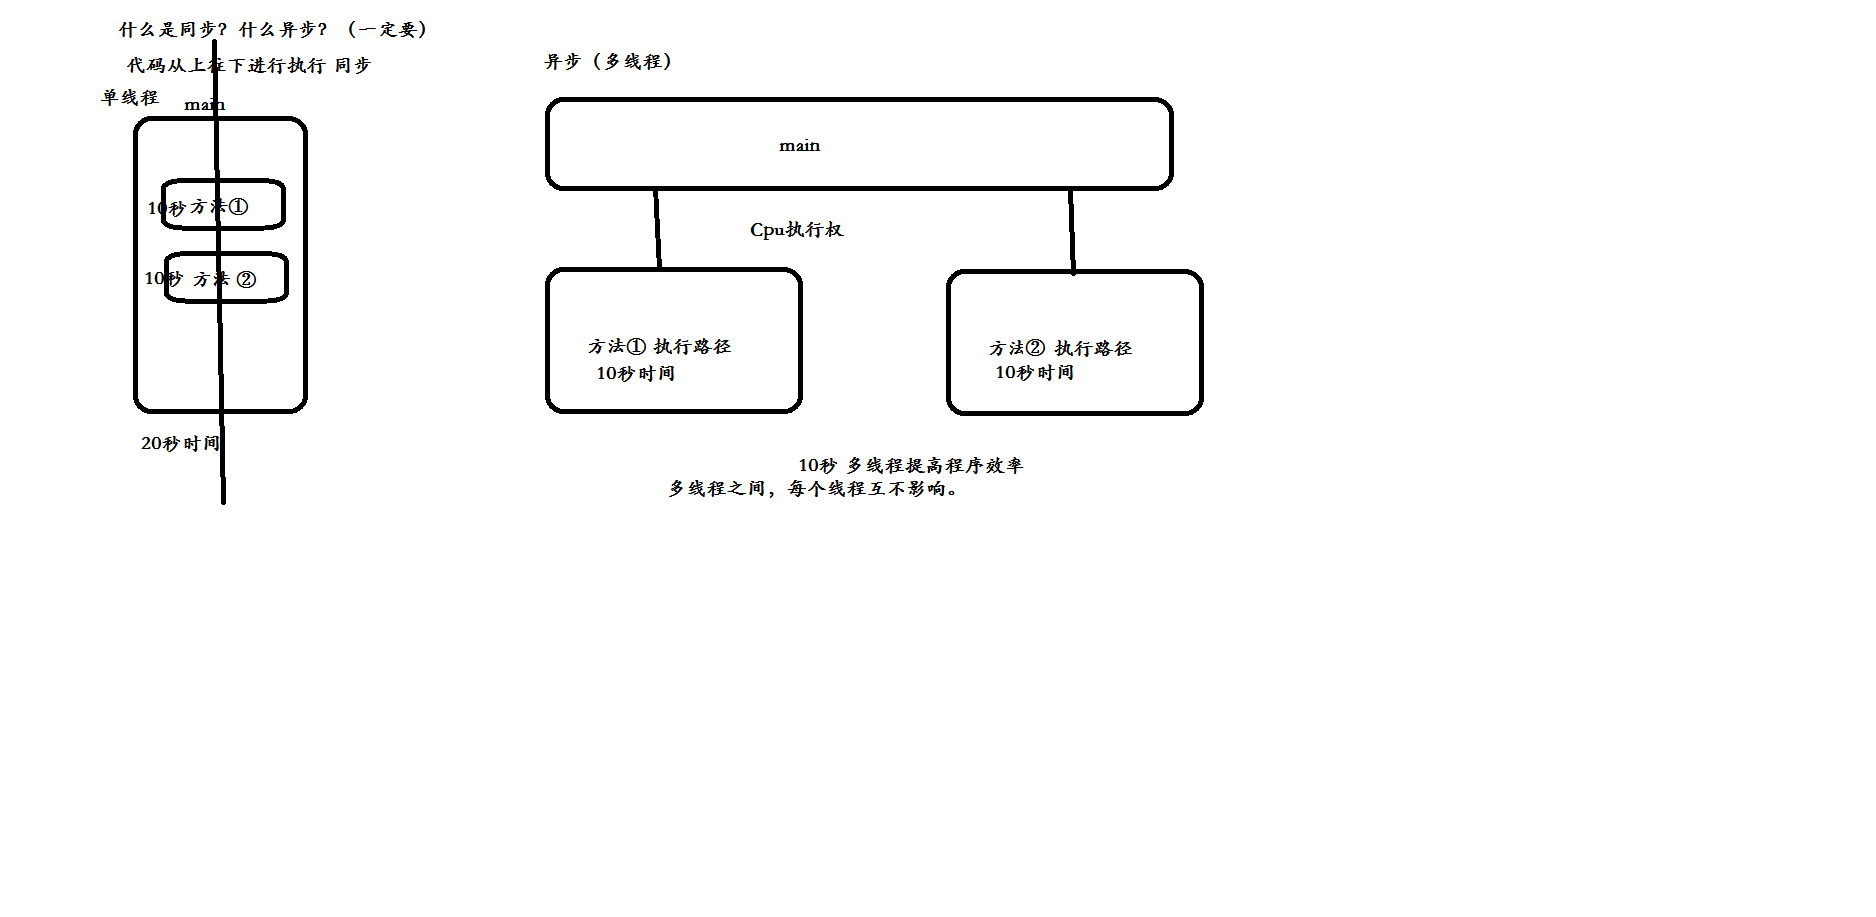 什么是同步？什么异步？（一定要）
代码从上往下进行执行 同步
单线程
main
10秒 方法①
10秒 方法 ②
20秒时间
异步（多线程）
main
Cpu执行权
方法① 执行路径
10秒时间
方法② 执行路径
10秒时间
10秒 多线程提高程序效率
多线程之间，每个线程互不影响。